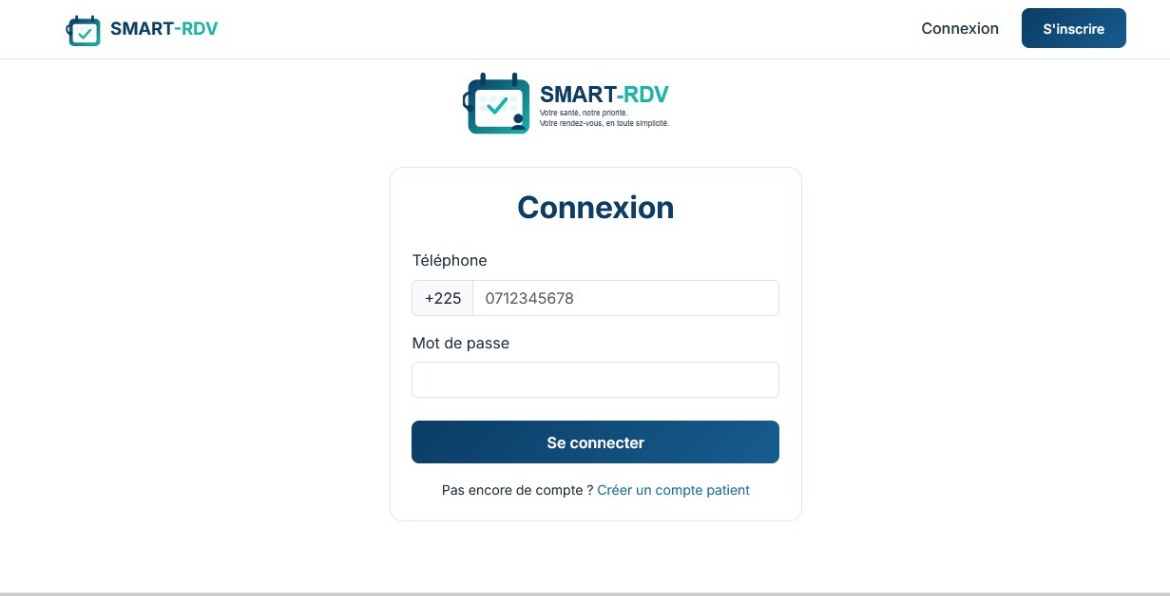 SMART-RDV
Connexion
S'inscrire
SMART-RDV
Votre santé, notre priorité.
Votre rendez-vous, en toute simplicité.
Connexion
Téléphone
+225 0712345678
Mot de passe
Se connecter
Pas encore de compte ? Créer un compte patient